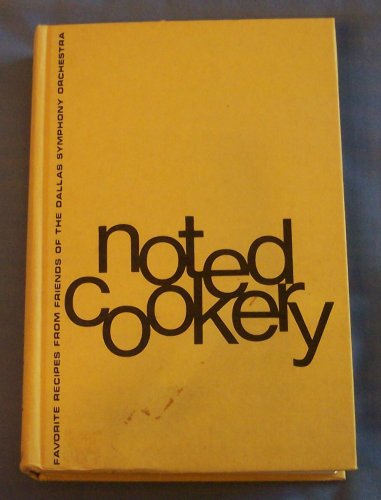 noted
cookery
FAVORITE RECIPES FROM FRIENDS OF THE DALLAS SYMPHONY ORCHESTRA